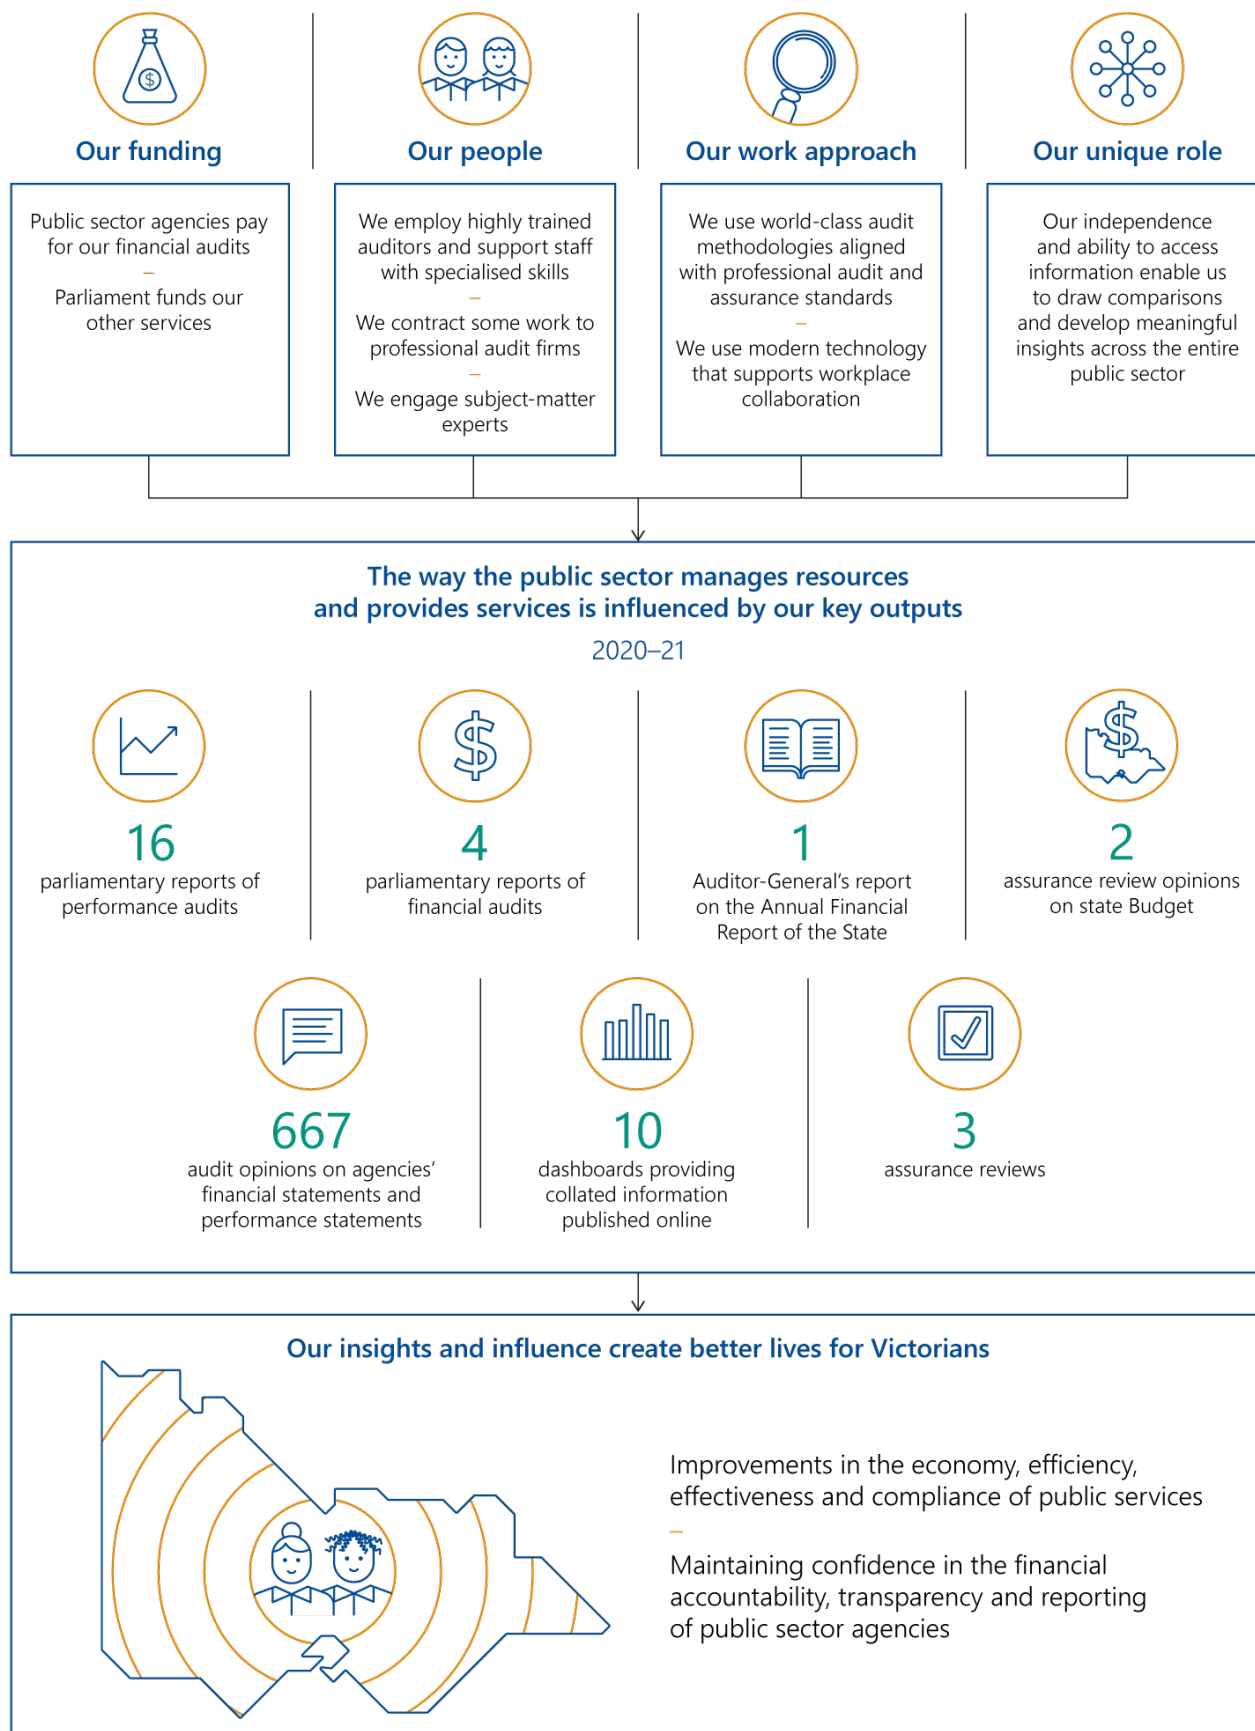 Our funding
Our people
Our work approach
Our unique role
Public sector agencies pay
for our financial audits
–
Parliament funds our
other services
We employ highly trained
auditors and support staff
with specialised skills
–
We contract some work to
professional audit firms
–
We engage subject-matter
experts
We use world-class audit
methodologies aligned
with professional audit and
assurance standards
–
We use modern technology
that supports workplace
collaboration
Our independence
and ability to access
information enable us
to draw comparisons
and develop meaningful
insights across the entire
public sector
The way the public sector manages resources
and provides services is influenced by our key outputs
2020–21
$
$
$
16
parliamentary reports of
performance audits
4
parliamentary reports of
financial audits
1
Auditor-General’s report
on the Annual Financial
Report of the State
2
assurance review opinions
on state Budget
667
audit opinions on agencies’
financial statements and
performance statements
10
dashboards providing
collated information
published online
3
assurance reviews
Our insights and influence create better lives for Victorians
Improvements in the economy, efficiency,
effectiveness and compliance of public services
–
Maintaining confidence in the financial
accountability, transparency and reporting
of public sector agencies